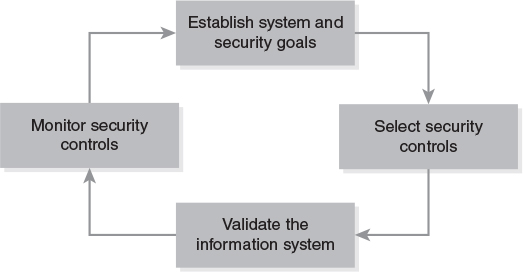 Establish system and
security goals
Monitor security
controls
Select security
controls
Validate the
information system